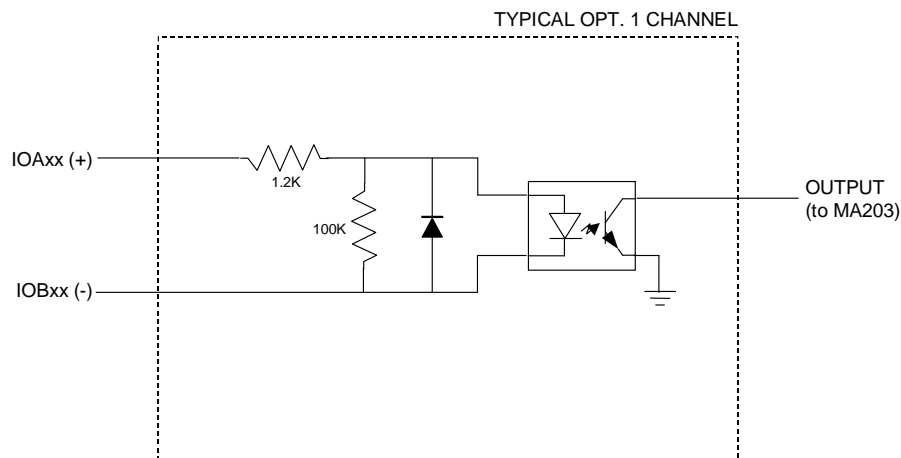 TYPICAL OPT. 1 CHANNEL
IOAxx (+)
1.2K
OUTPUT
(to MA203)
100K
IOBxx (-)